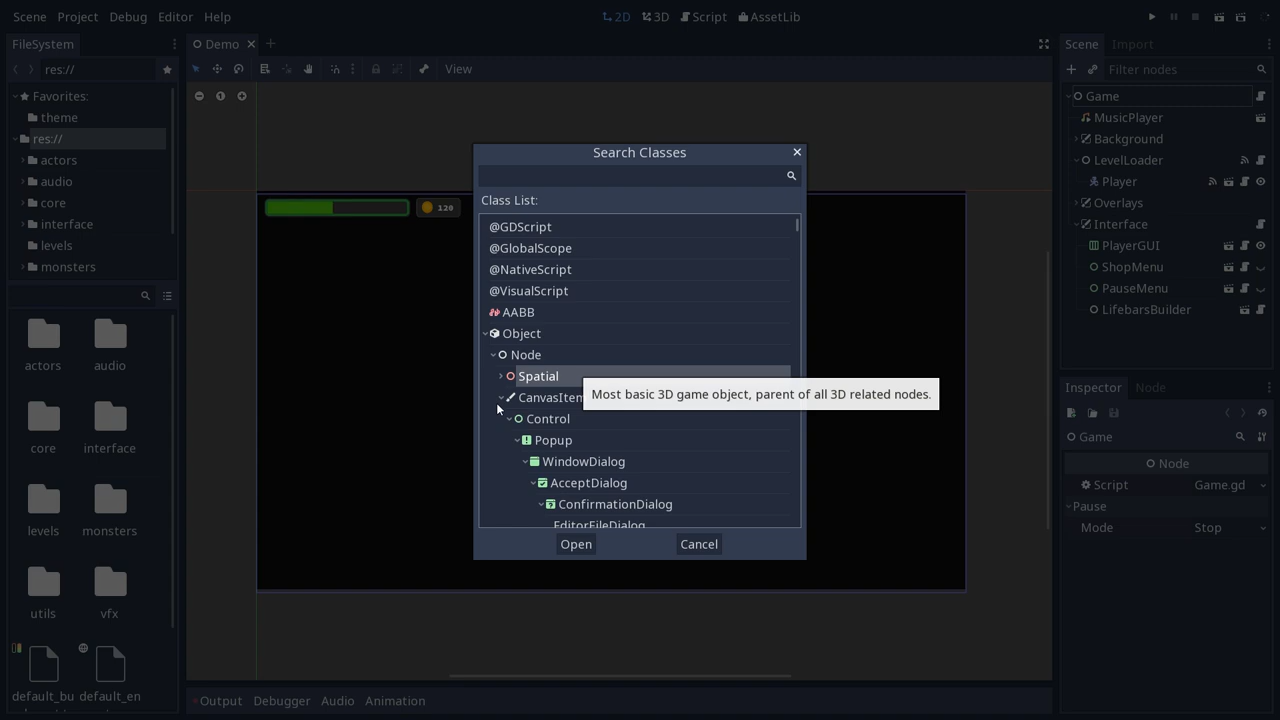 Scene Project Debug Editor Help
2D 3D Script AssetLib
FileSystem
res://
Favorites:
theme
res://
actors
audio
core
interface
levels
monsters
actors audio
core interface
levels monsters
utils vfx
default_bu default_en
Demo
View
120
Search Classes
Class List:
@GDScript
@GlobalScope
@NativeScript
@VisualScript
AABB
Object
Node
Spatial
Most basic 3D game object, parent of all 3D related nodes.
CanvasItem
Control
Popup
WindowDialog
AcceptDialog
ConfirmationDialog
EditorFileDialog
Open Cancel
Output Debugger Audio Animation
Scene Import
Filter nodes
Game
MusicPlayer
Background
LevelLoader
Player
Overlays
Interface
PlayerGUI
ShopMenu
PauseMenu
LifebarsBuilder
Inspector Node
Game
Node
Script Game.gd
Pause
Mode Stop